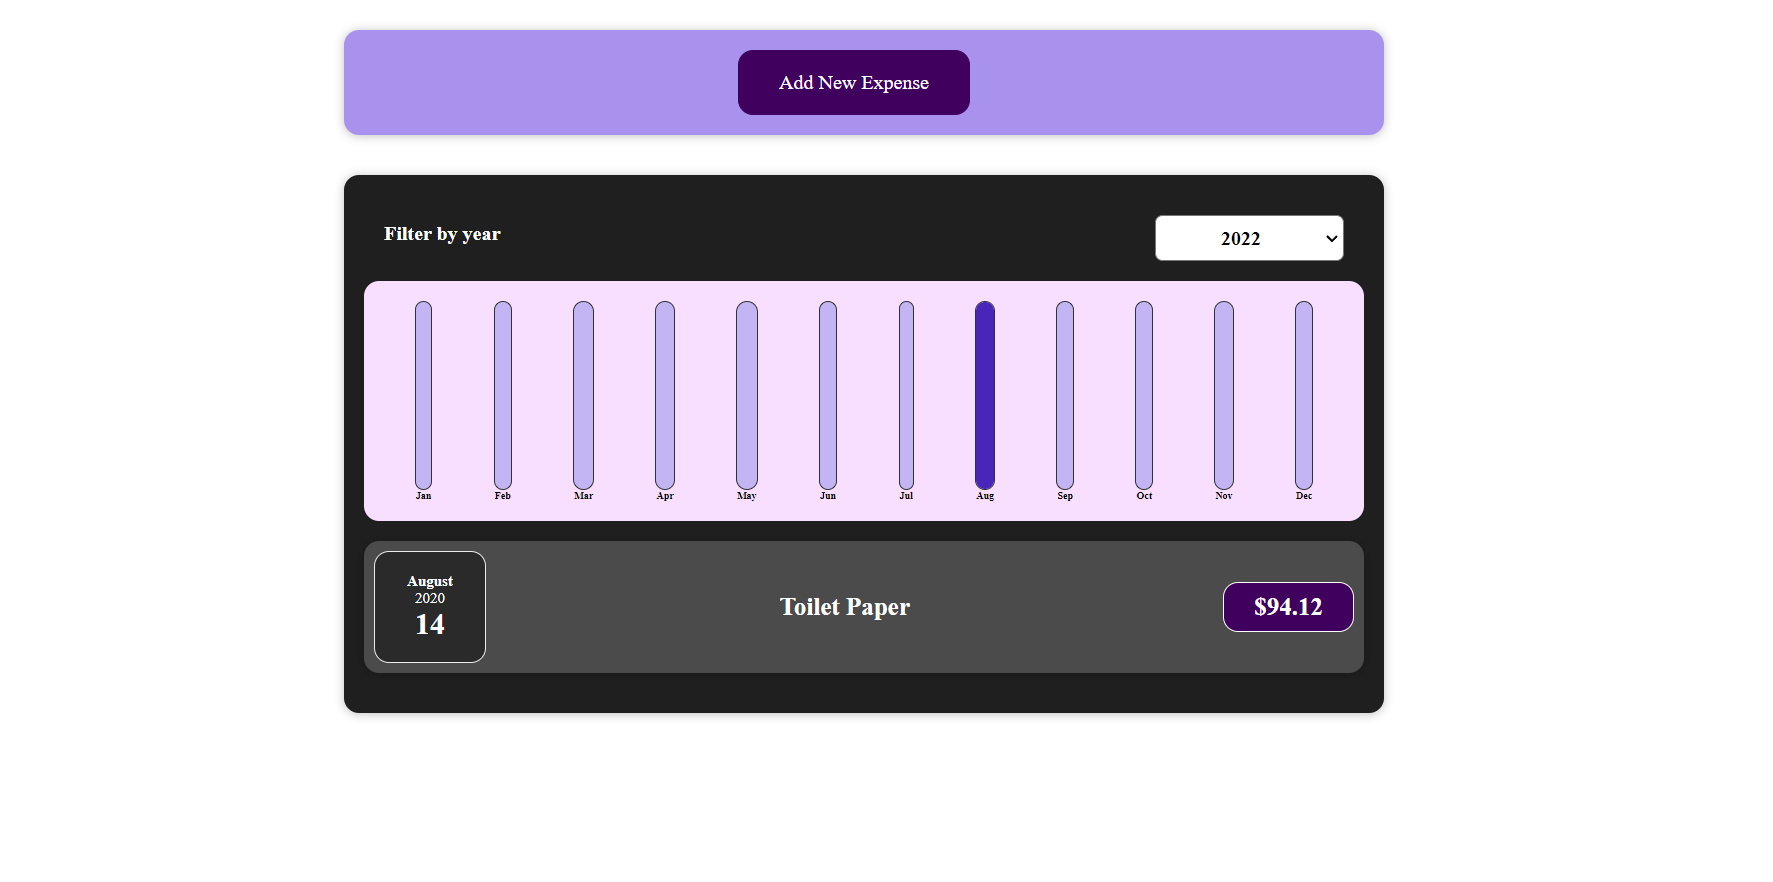 Add New Expense
Filter by year
2022
Jan Feb Mar Apr May Jun Jul Aug Sep Oct Nov Dec
August
2020
14
Toilet Paper
$94.12